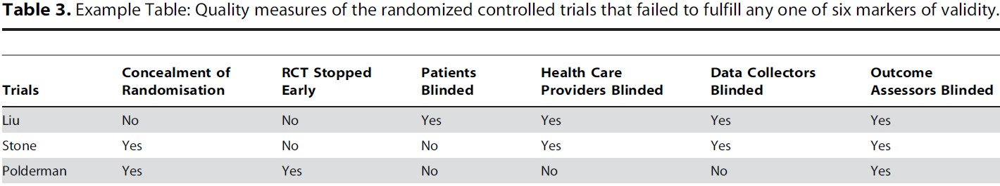 Table 3. Example Table: Quality measures of the randomized controlled trials that failed to fulfill any one of six markers of validity.
Trials Concealment of Randomisation RCT Stopped Early Patients Blinded Health Care Providers Blinded Data Collectors Blinded Outcome Assessors Blinded
Liu No No Yes Yes Yes Yes
Stone Yes No No Yes Yes Yes
Polderman Yes Yes No No No Yes